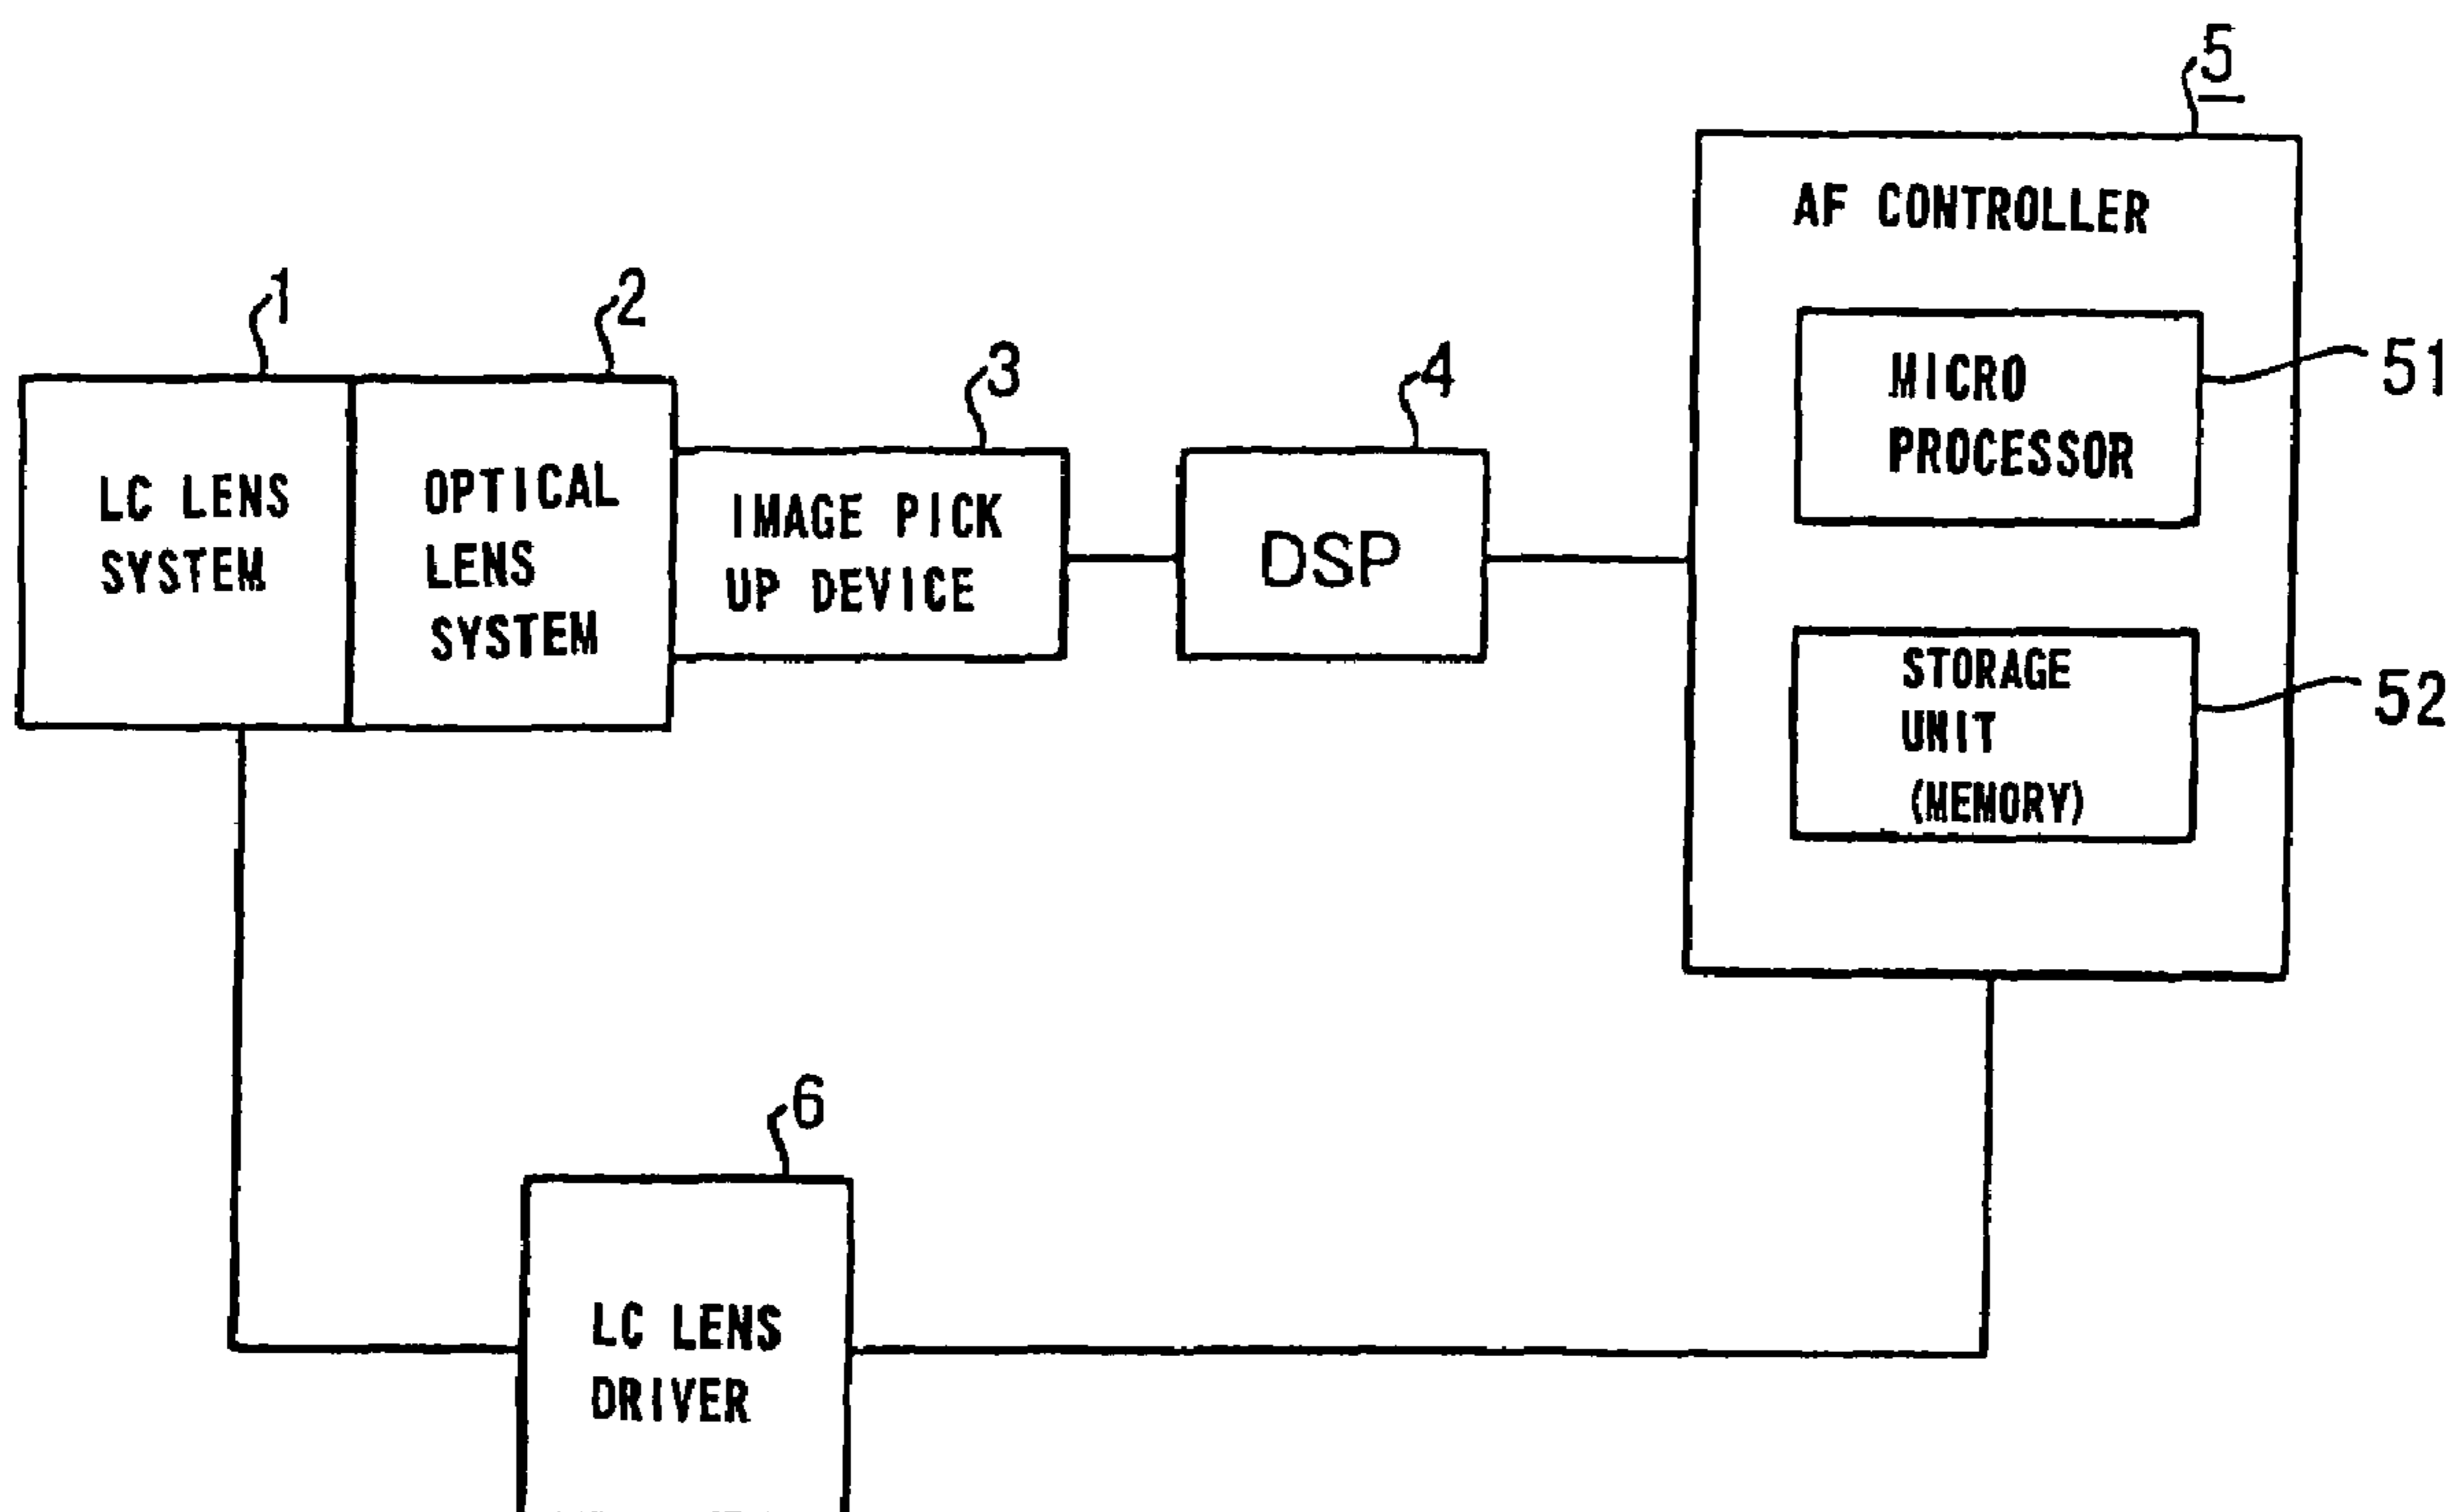 5
AF CONTROLLER
1
2
3
4
MICRO
PROCESSOR
51
LC LENS
SYSTEM
OPTICAL
LENS
SYSTEM
IMAGE PICK
UP DEVICE
DSP
STORAGE
UNIT
(MEMORY)
52
6
LC LENS
DRIVER